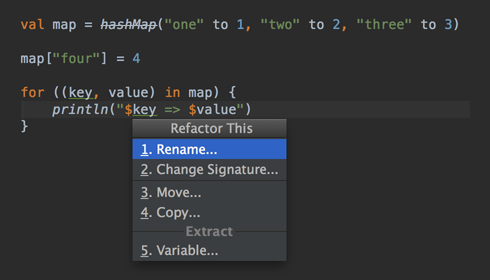 val map = hashMap("one" to 1, "two" to 2, "three" to 3)
map["four"] = 4
for ((key, value) in map) {
println("$key => $value")
}
Refactor This
1. Rename...
2. Change Signature...
3. Move...
4. Copy...
Extract
5. Variable...